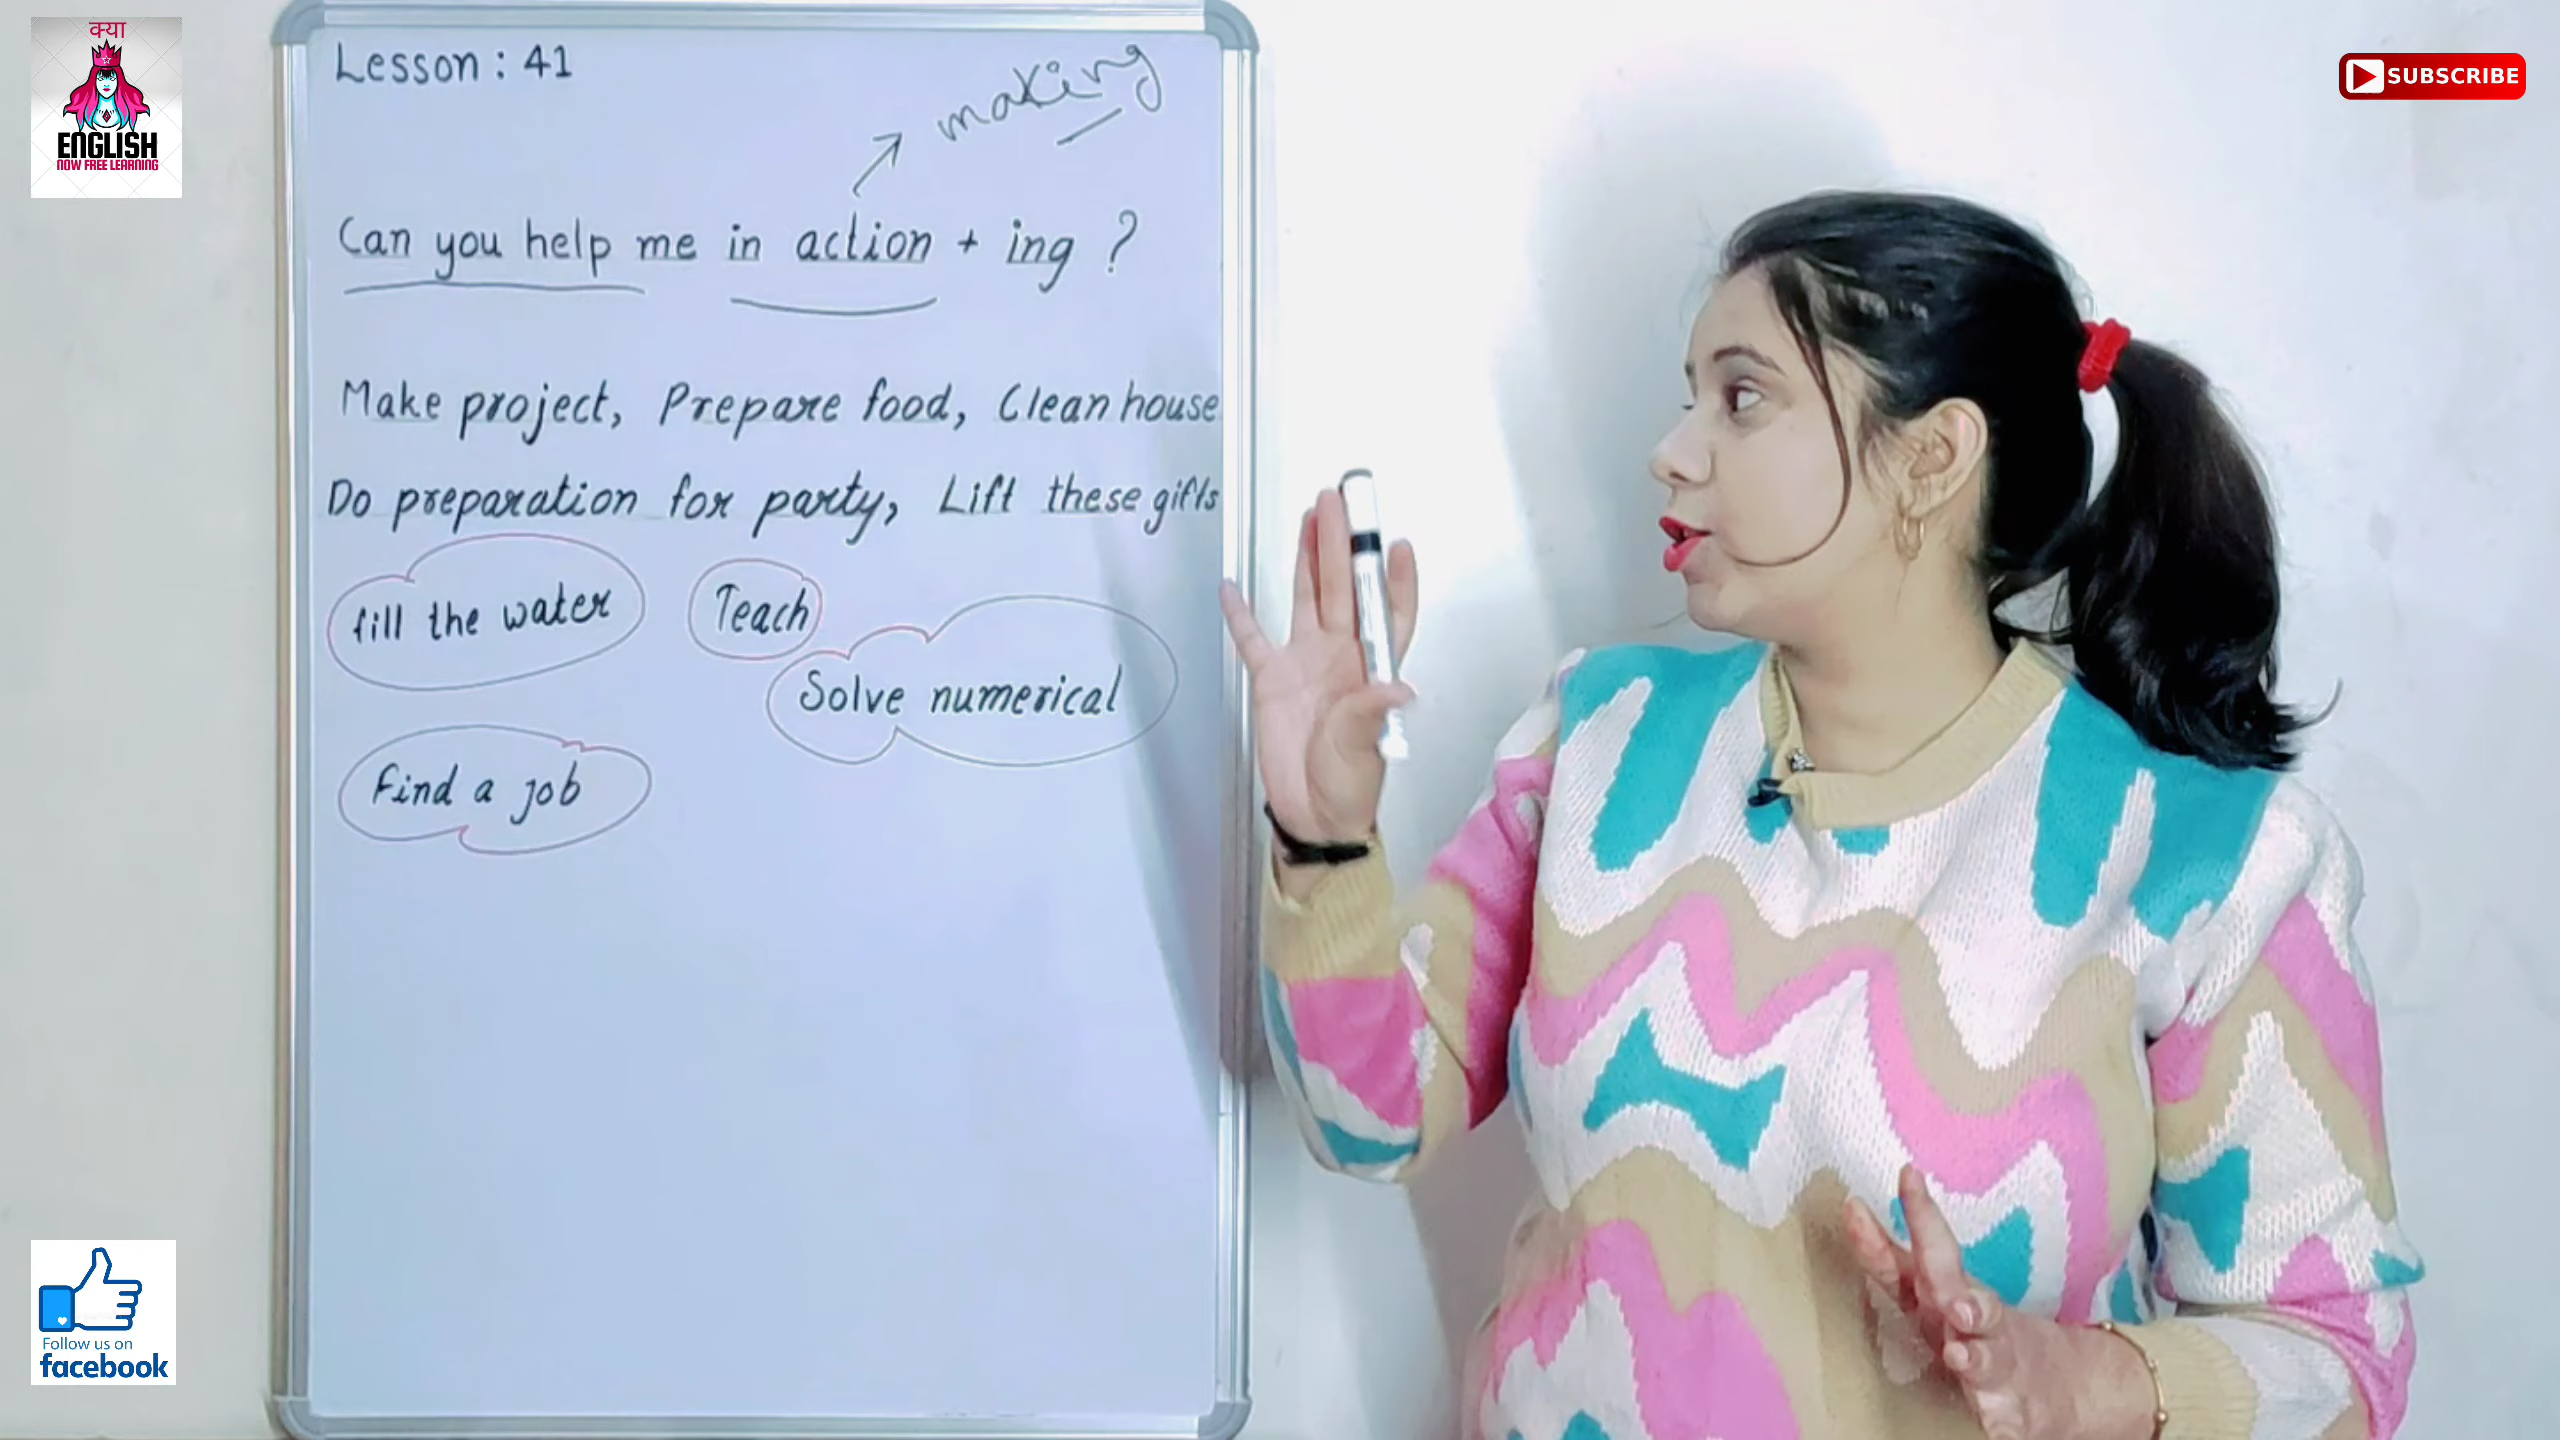 क्या
ENGLISH
NOW FREE LEARNING
SUBSCRIBE
Lesson : 41
making
Can you help me in action + ing ?
Make project, Prepare food, Clean house
Do preparation for party, Lift these gifts
fill the water
Teach
Solve numerical
Find a job
Follow us on
facebook